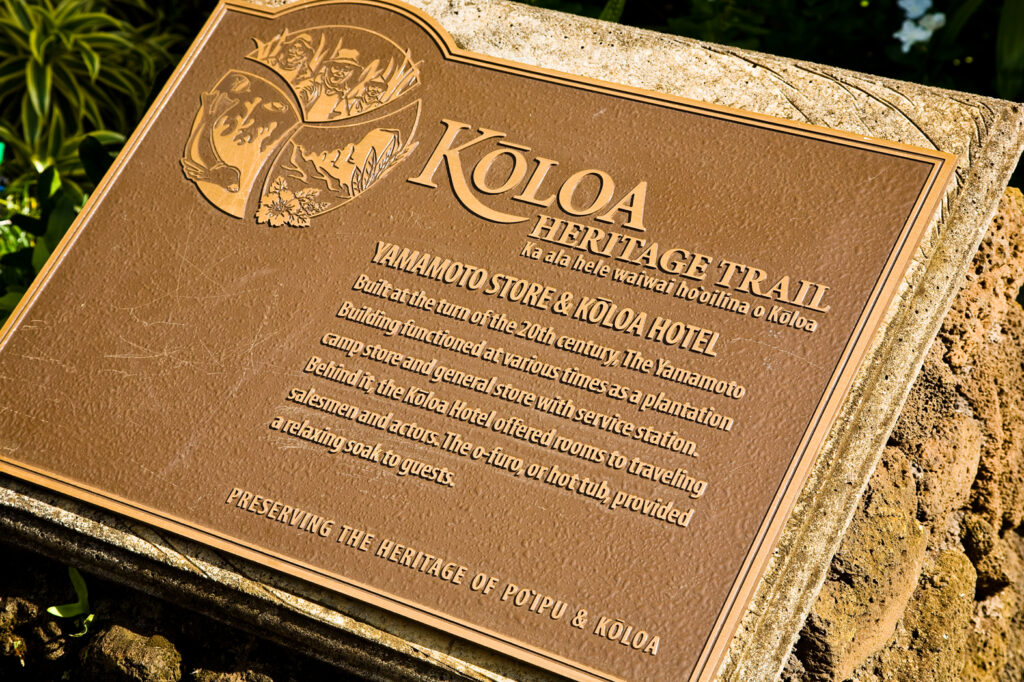 KŌLOA
HERITAGE TRAIL
Ka ala hele waiwai hooilina o Kōloa
YAMAMOTO STORE & KŌLOA HOTEL
Built at the turn of the 20th century, The Yamamoto
Building functioned at various times as a plantation
camp store and general store with service station.
Behind it, the Kōloa Hotel offered rooms to traveling
salesmen and actors. The o-furo, or hot tub, provided
a relaxing soak to guests.
PRESERVING THE HERITAGE OF PO'IPU & KŌLOA